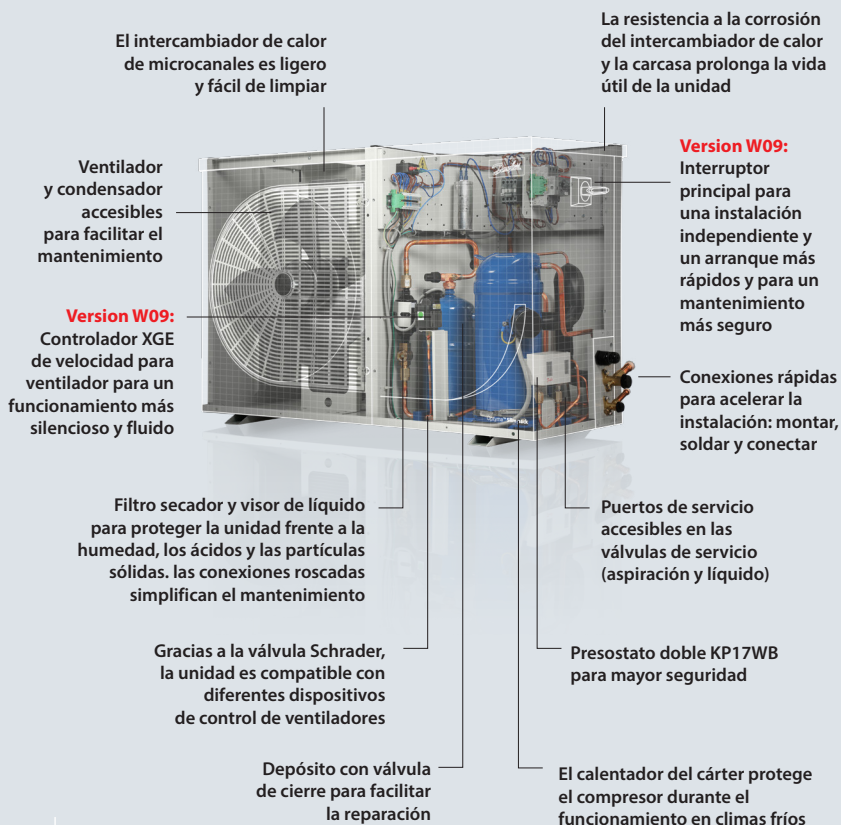 El intercambiador de calor
de microcanales es ligero
y fácil de limpiar
La resistencia a la corrosión
del intercambiador de calor
y la carcasa prolonga la vida
útil de la unidad
Ventilador
y condensador
accesibles
para facilitar el
mantenimiento
Version W09:
Interruptor
principal para
una instalación
independiente y
un arranque más
rápidos y para un
mantenimiento
más seguro
Version W09:
Controlador XGE
de velocidad para
ventilador para un
funcionamiento más
silencioso y fluido
Conexiones rápidas
para acelerar la
instalación: montar,
soldar y conectar
Filtro secador y visor de líquido
para proteger la unidad frente a la
humedad, los ácidos y las partículas
sólidas. las conexiones roscadas
simplifican el mantenimiento
Puertos de servicio
accesibles en las
válvulas de servicio
(aspiración y líquido)
Gracias a la válvula Schrader,
la unidad es compatible con
diferentes dispositivos
de control de ventiladores
Presostato doble KP17WB
para mayor seguridad
Depósito con válvula
de cierre para facilitar
la reparación
El calentador del cárter protege
el compresor durante el
funcionamiento en climas fríos